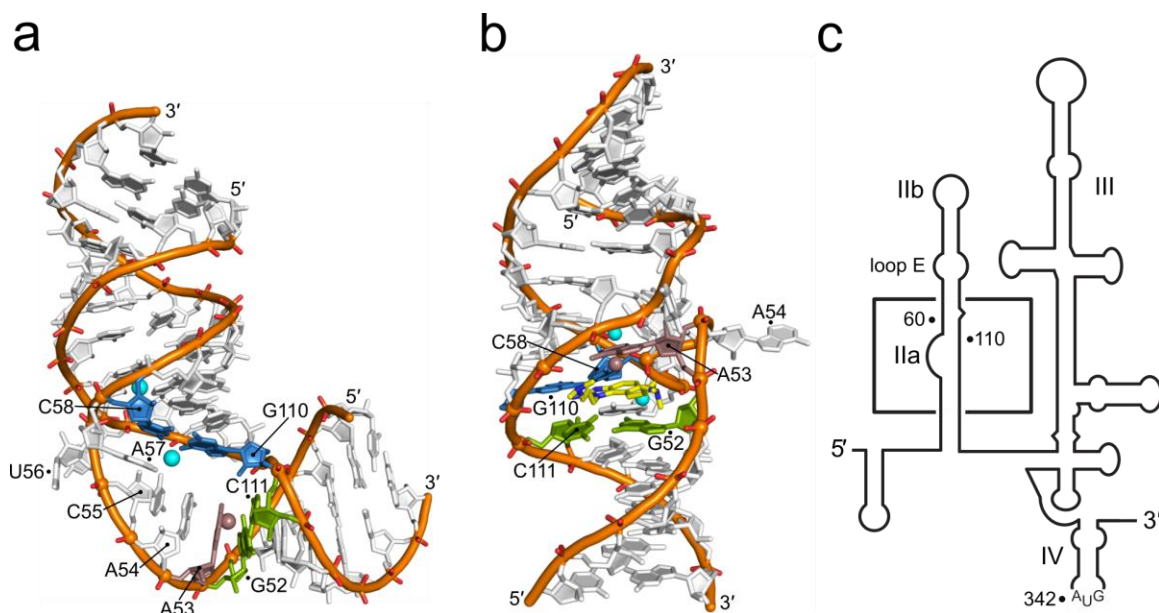 a
3′
5′
C58
A57
G110
U56
C55
C111
A54
A53
G52
5′
3′
b
3′
5′
C58
A54
A53
G110
G52
C111
5′
3′
c
IIb
III
loop E
60
110
IIa
5′
3′
IV
342
AUG